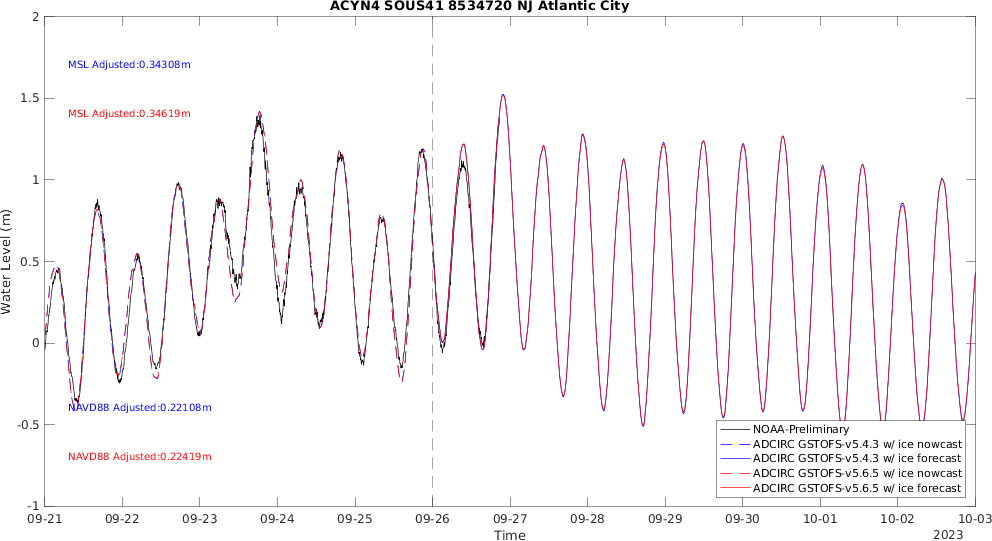 ACYN4 SOUS41 8534720 NJ Atlantic City
Water Level (m)
2
1.5
1
0.5
0
-0.5
-1
MSL Adjusted:0.34308m
MSL Adjusted:0.34619m
NAVD88 Adjusted:0.22108m
NAVD88 Adjusted:0.22419m
NOAA-Preliminary
ADCIRC GSTOFS-v5.4.3 w/ ice nowcast
ADCIRC GSTOFS-v5.4.3 w/ ice forecast
ADCIRC GSTOFS-v5.6.5 w/ ice nowcast
ADCIRC GSTOFS-v5.6.5 w/ ice forecast
09-21 09-22 09-23 09-24 09-25 09-26 09-27 09-28 09-29 09-30 10-01 10-02 10-03
Time
2023